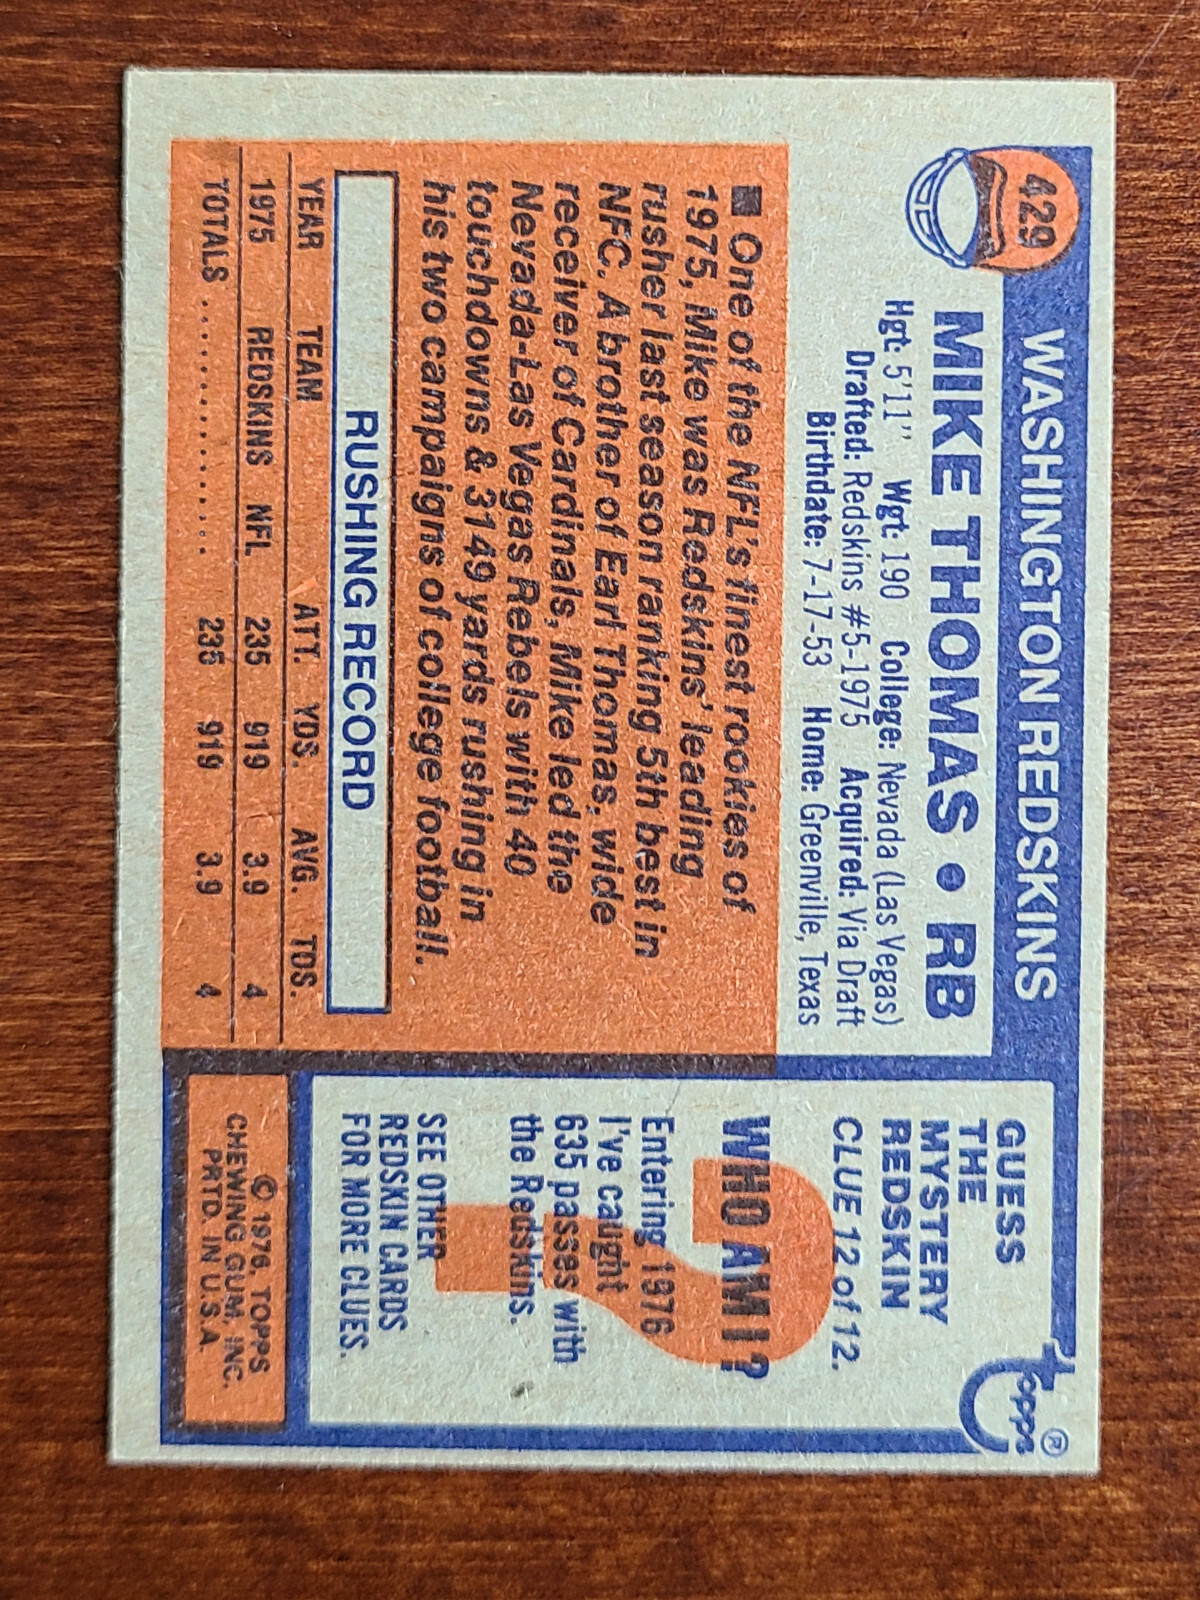 429
WASHINGTON REDSKINS
MIKE THOMAS • RB
Hgt: 5'11" Wgt: 190 College: Nevada (Las Vegas)
Drafted: Redskins #5-1975 Acquired: Via Draft
Birthdate: 7-17-53 Home: Greenville, Texas
■ One of the NFL's finest rookies of
1975, Mike was Redskins' leading
rusher last season ranking 5th best in
NFC. A brother of Earl Thomas, wide
receiver of Cardinals, Mike led the
Nevada-Las Vegas Rebels with 40
touchdowns & 3149 yards rushing in
his two campaigns of college football.
RUSHING RECORD
YEAR TEAM ATT. YDS. AVG. TDS.
1975 REDSKINS NFL 235 919 3.9 4
TOTALS .................. 235 919 3.9 4
topps®
GUESS
THE
MYSTERY
REDSKIN
CLUE 12 of 12.
WHO AM I?
Entering 1976
I've caught
635 passes with
the Redskins.
SEE OTHER
REDSKIN CARDS
FOR MORE CLUES.
© 1976, TOPPS
CHEWING GUM, INC.
PRTD. IN U.S.A.